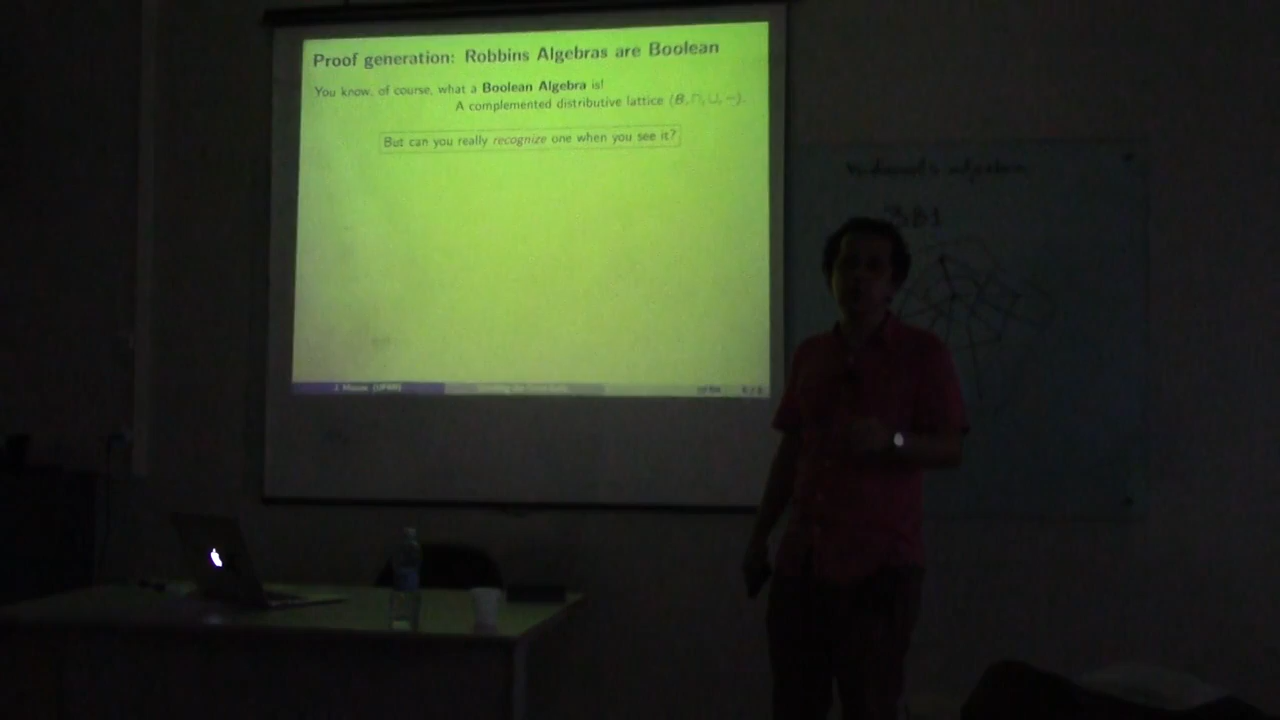 Proof generation: Robbins Algebras are Boolean
You know, of course, what a Boolean Algebra is!
A complemented distributive lattice (B, ⊓, ⊔, −).
But can you really recognize one when you see it?
algebra